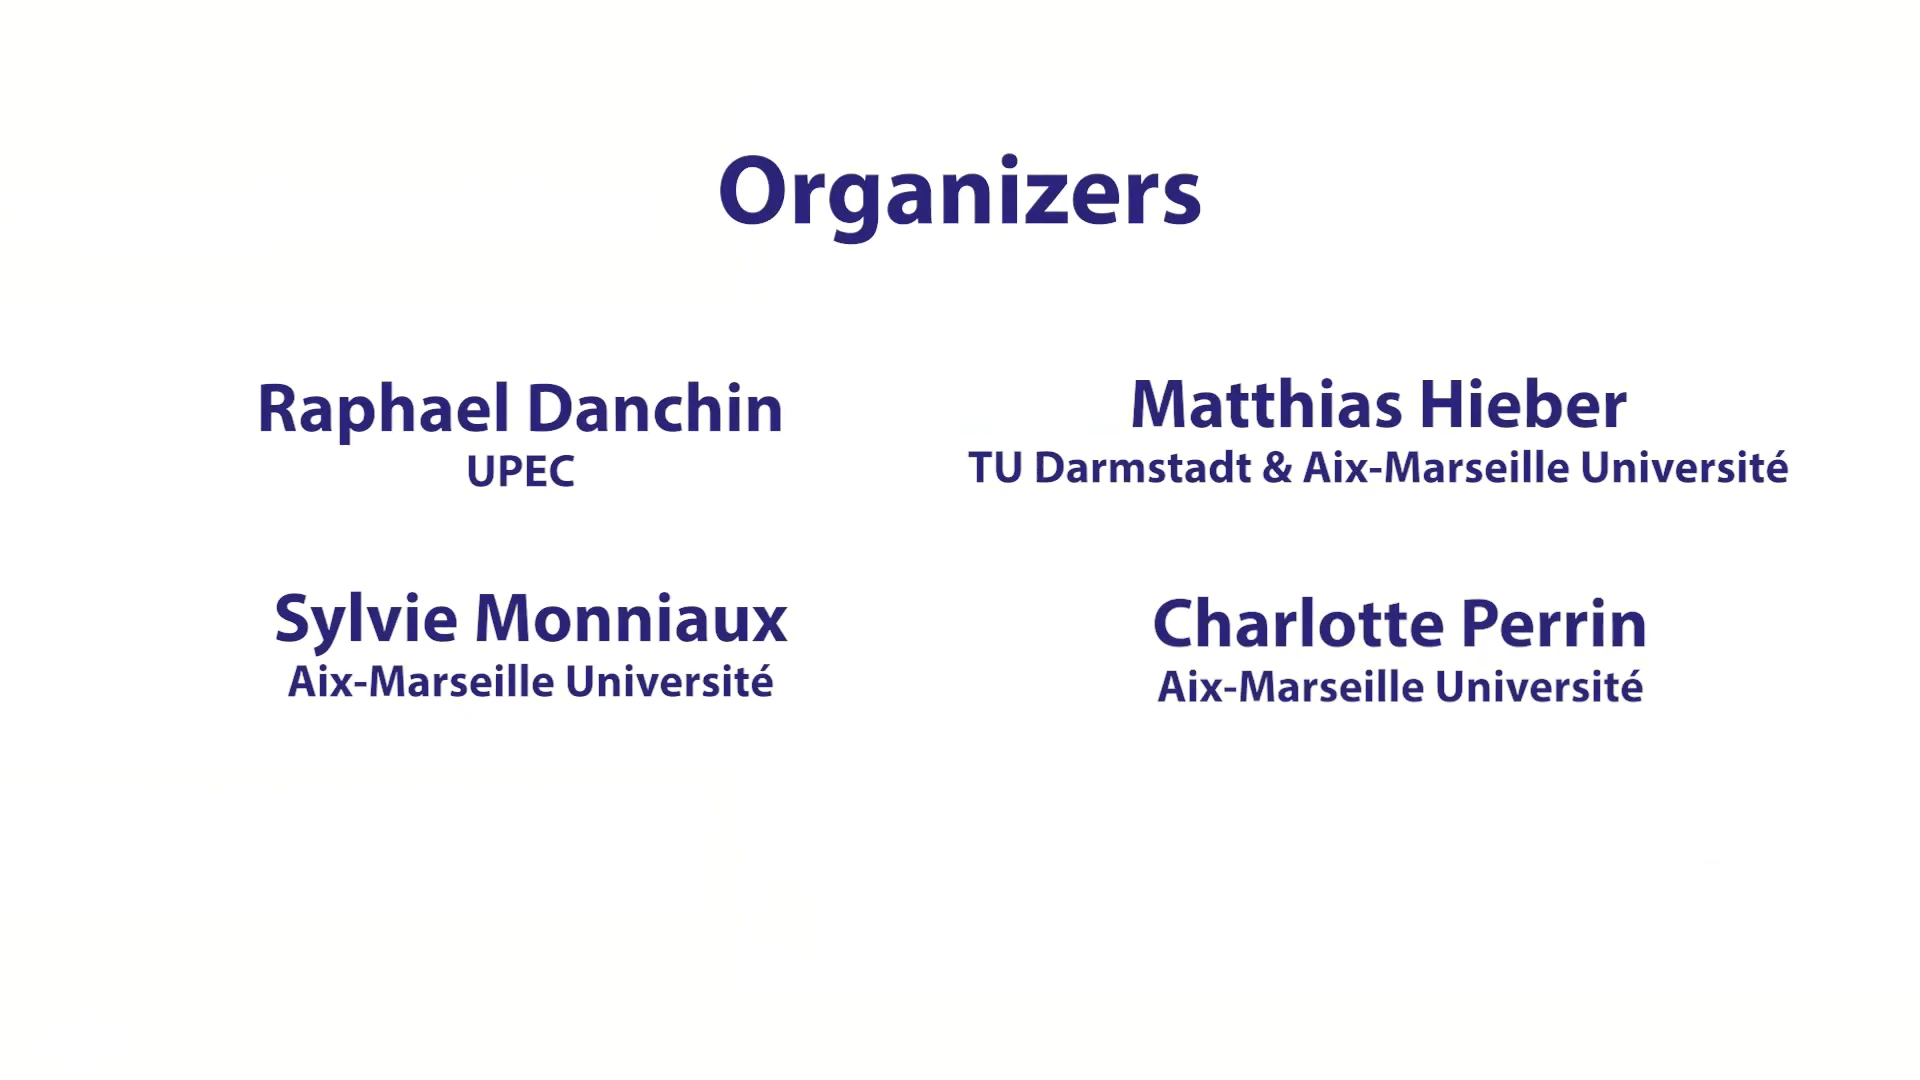 Organizers
Raphael Danchin
UPEC
Matthias Hieber
TU Darmstadt & Aix-Marseille Université
Sylvie Monniaux
Aix-Marseille Université
Charlotte Perrin
Aix-Marseille Université